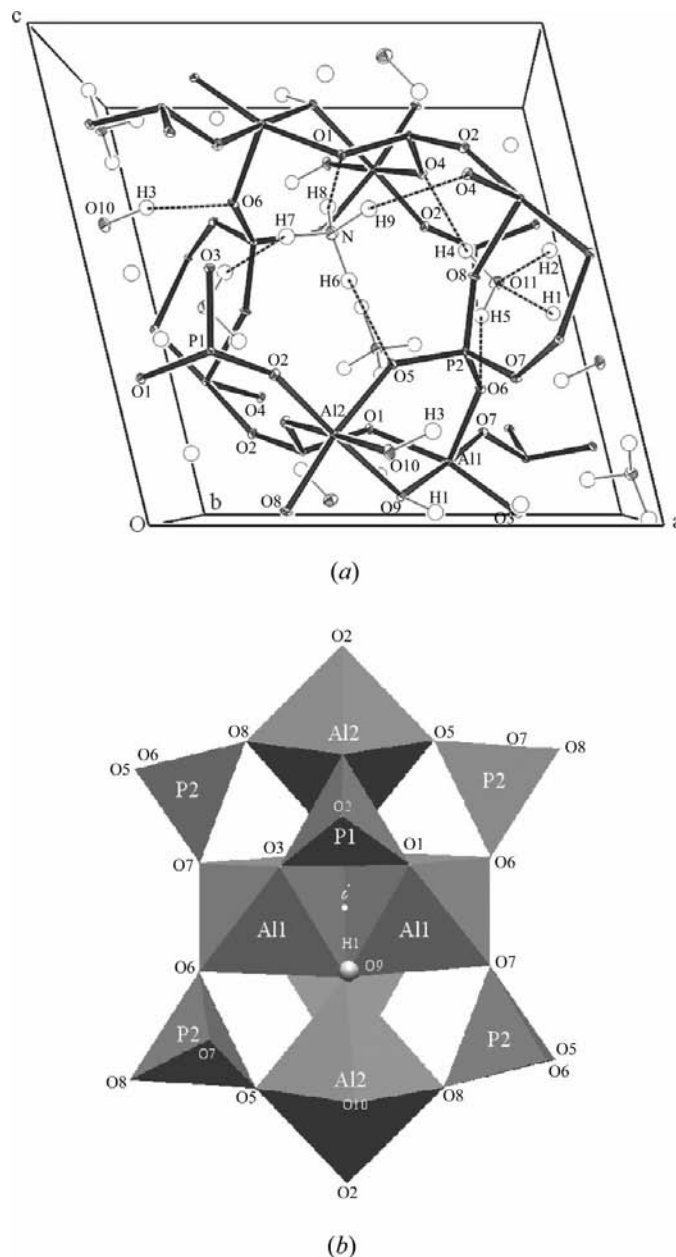 c
O1 O2
O4 O4
H3 H8
O10 O6 H7 H9 O2
N H4 H2
O3 O8 O11
H6 H1
H5
P1 O5 P2 O7
O2 O6
O1
O4 Al2 O1 H3 O7
O2 O10 Al1
b O8 O9 H1 O3
O a
(a)
O2
O8 Al2 O5 O7 O8
O6
O5 P2 O2 P2
P1
O7 O3 O1 O6
i
Al1 H1 Al1
O6 O9 O7
P2 P2
O7 O5
O8 Al2 O6
O5 O10 O8
O2
(b)